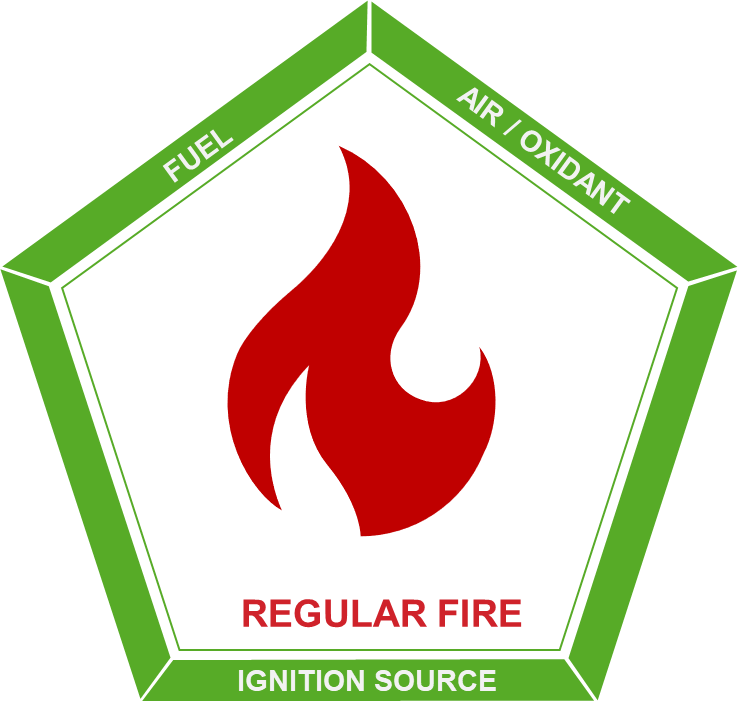 FUEL
AIR / OXIDANT
REGULAR FIRE
IGNITION SOURCE